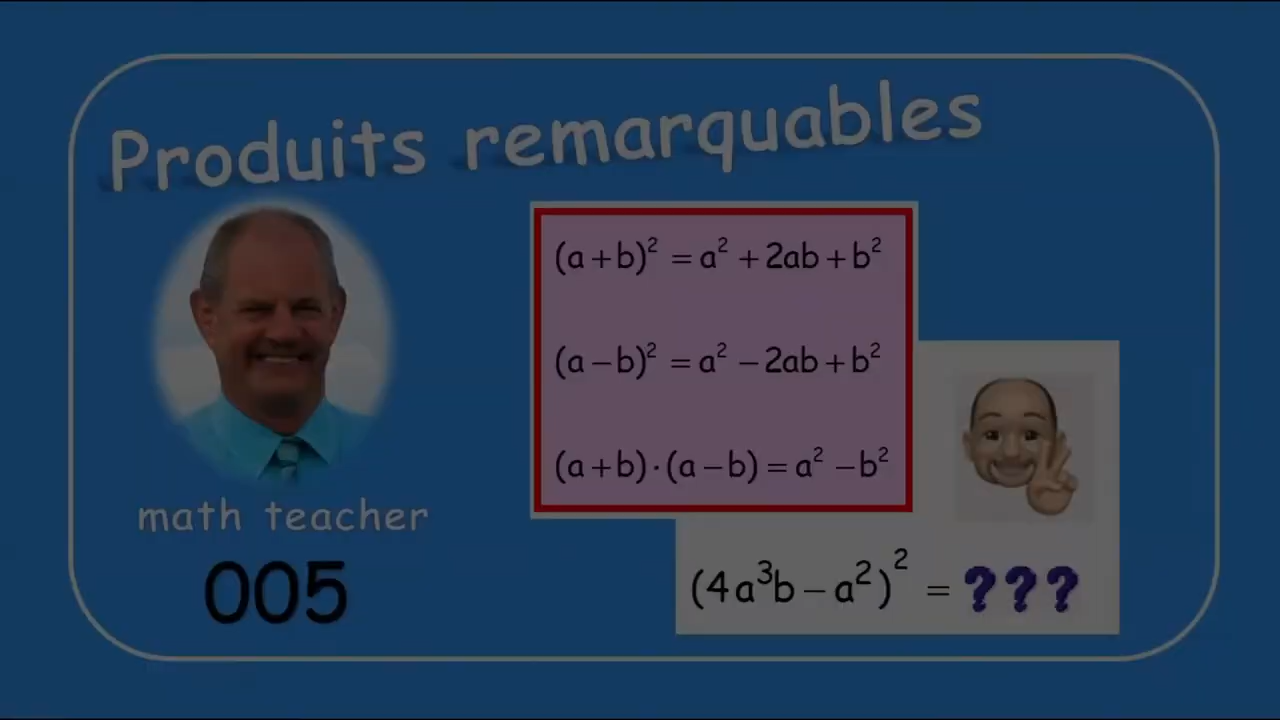 Produits remarquables
(a+b)² = a² + 2ab + b²
(a−b)² = a² − 2ab + b²
(a+b)·(a−b) = a² − b²
math teacher
005
(4a³b − a²)² = ???